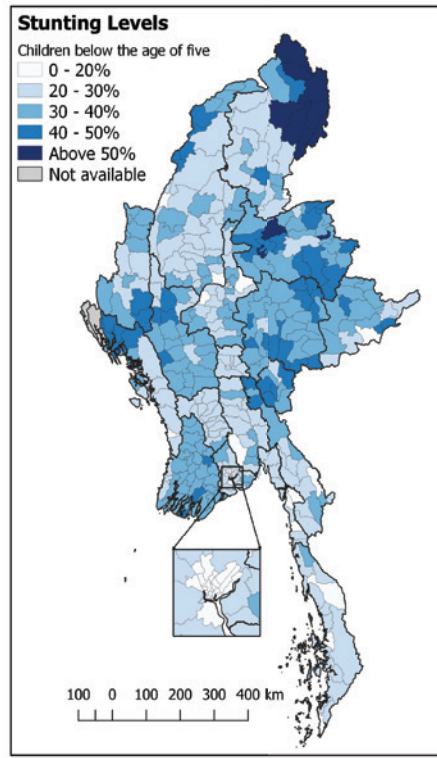 Stunting Levels
Children below the age of five
0 - 20%
20 - 30%
30 - 40%
40 - 50%
Above 50%
Not available
100 0 100 200 300 400 km